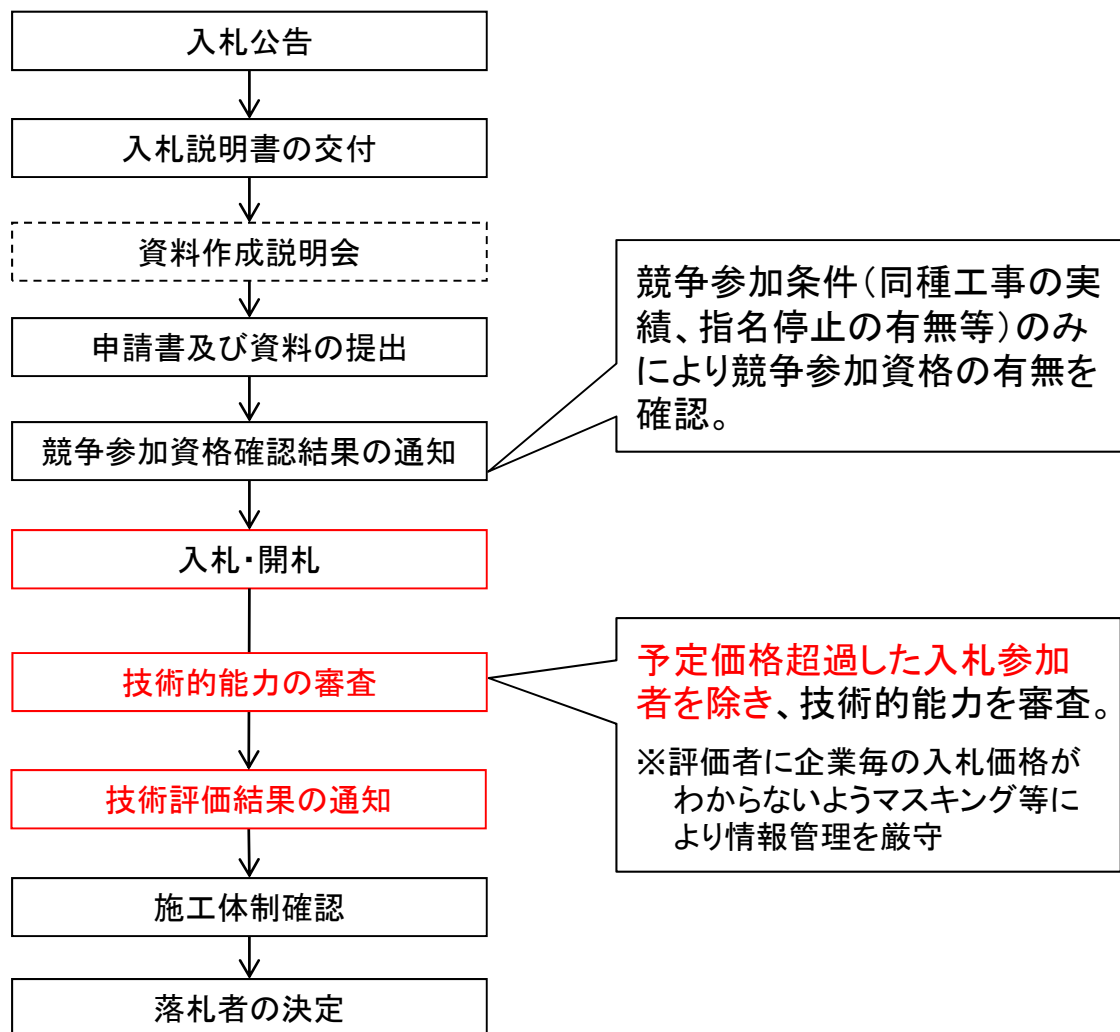 入札公告
入札説明書の交付
資料作成説明会
申請書及び資料の提出
競争参加資格確認結果の通知
競争参加条件(同種工事の実
績、指名停止の有無等)のみ
により競争参加資格の有無を
確認。
入札・開札
技術的能力の審査
予定価格超過した入札参加
者を除き、技術的能力を審査。
※評価者に企業毎の入札価格が
わからないようマスキング等に
より情報管理を厳守
技術評価結果の通知
施工体制確認
落札者の決定